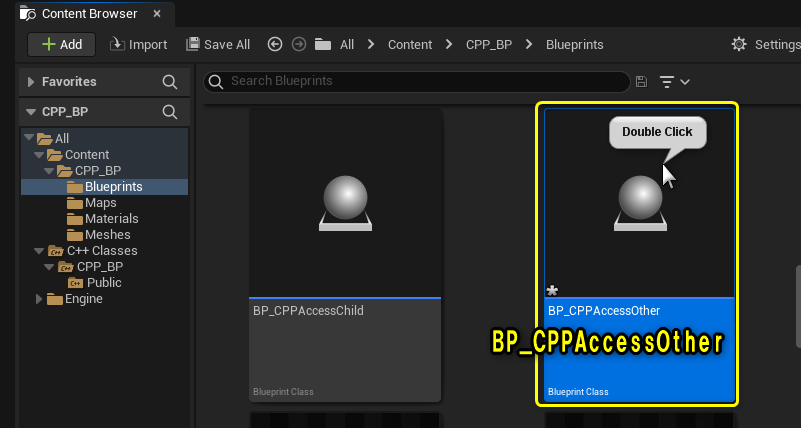 Content Browser
Add
Import
Save All
All
Content
CPP_BP
Blueprints
Settings
Favorites
Search Blueprints
CPP_BP
All
Content
CPP_BP
Blueprints
Maps
Materials
Meshes
C++ Classes
CPP_BP
Public
Engine
Double Click
BP_CPPAccessChild
Blueprint Class
BP_CPPAccessOther
BP_CPPAccessOther
Blueprint Class